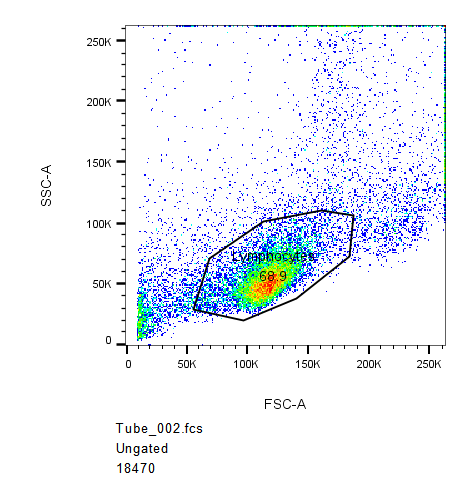 250K
200K
SSC-A
150K
100K
Lymphocytes
68.9
50K
0
0 50K 100K 150K 200K 250K
FSC-A
Tube_002.fcs
Ungated
18470